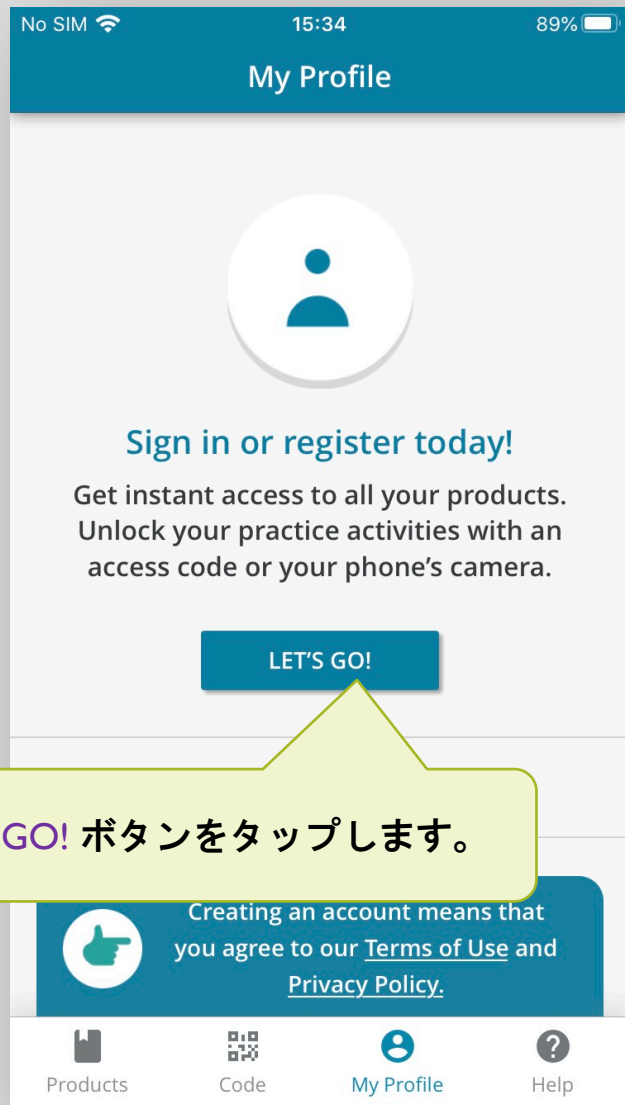 No SIM 15:34 89%
My Profile
Sign in or register today!
Get instant access to all your products.
Unlock your practice activities with an
access code or your phone's camera.
LET'S GO!
GO! ボタンをタップします。
Creating an account means that
you agree to our Terms of Use and
Privacy Policy.
Products Code My Profile Help